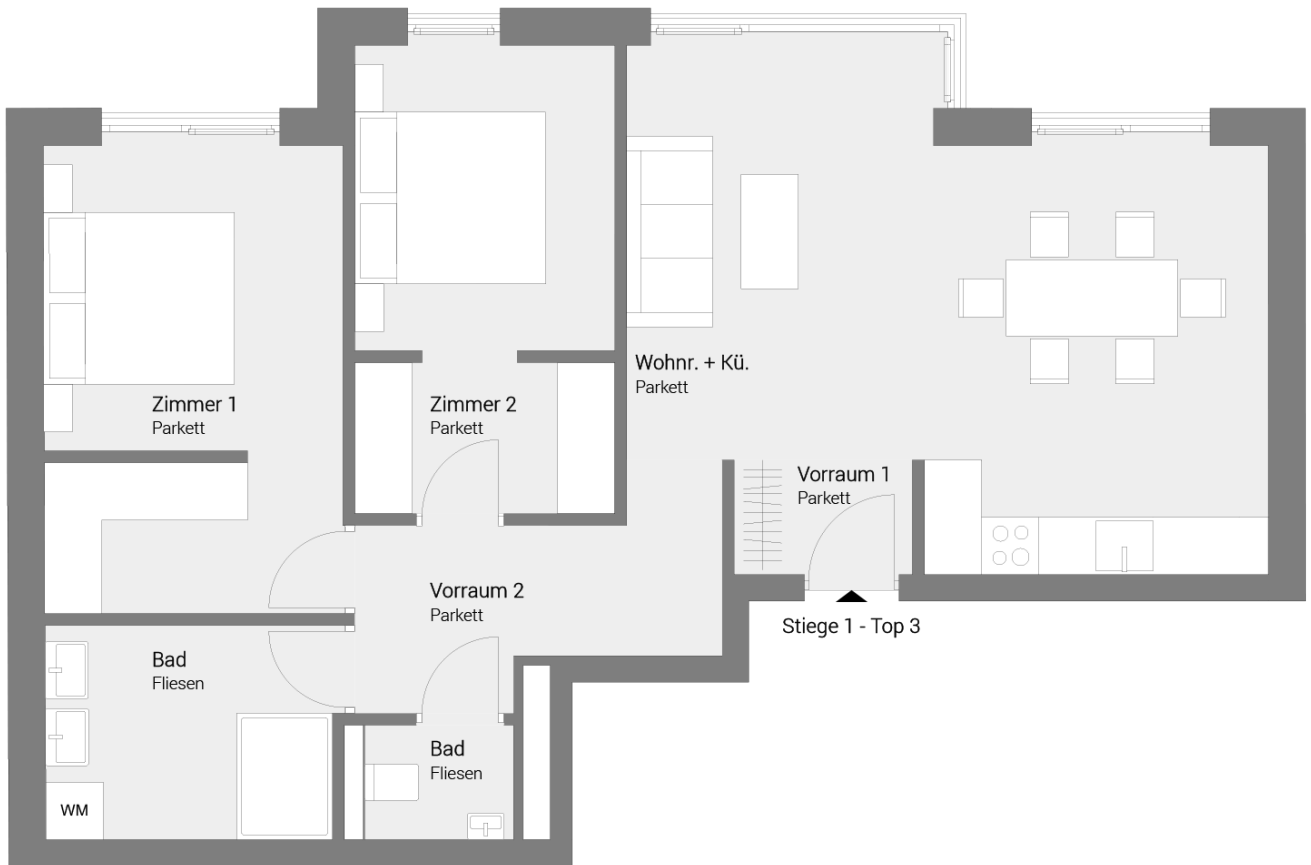 Wohnr. + Kü.
Parkett
Zimmer 1
Parkett
Zimmer 2
Parkett
Vorraum 1
Parkett
Vorraum 2
Parkett
Stiege 1 - Top 3
Bad
Fliesen
Bad
Fliesen
WM